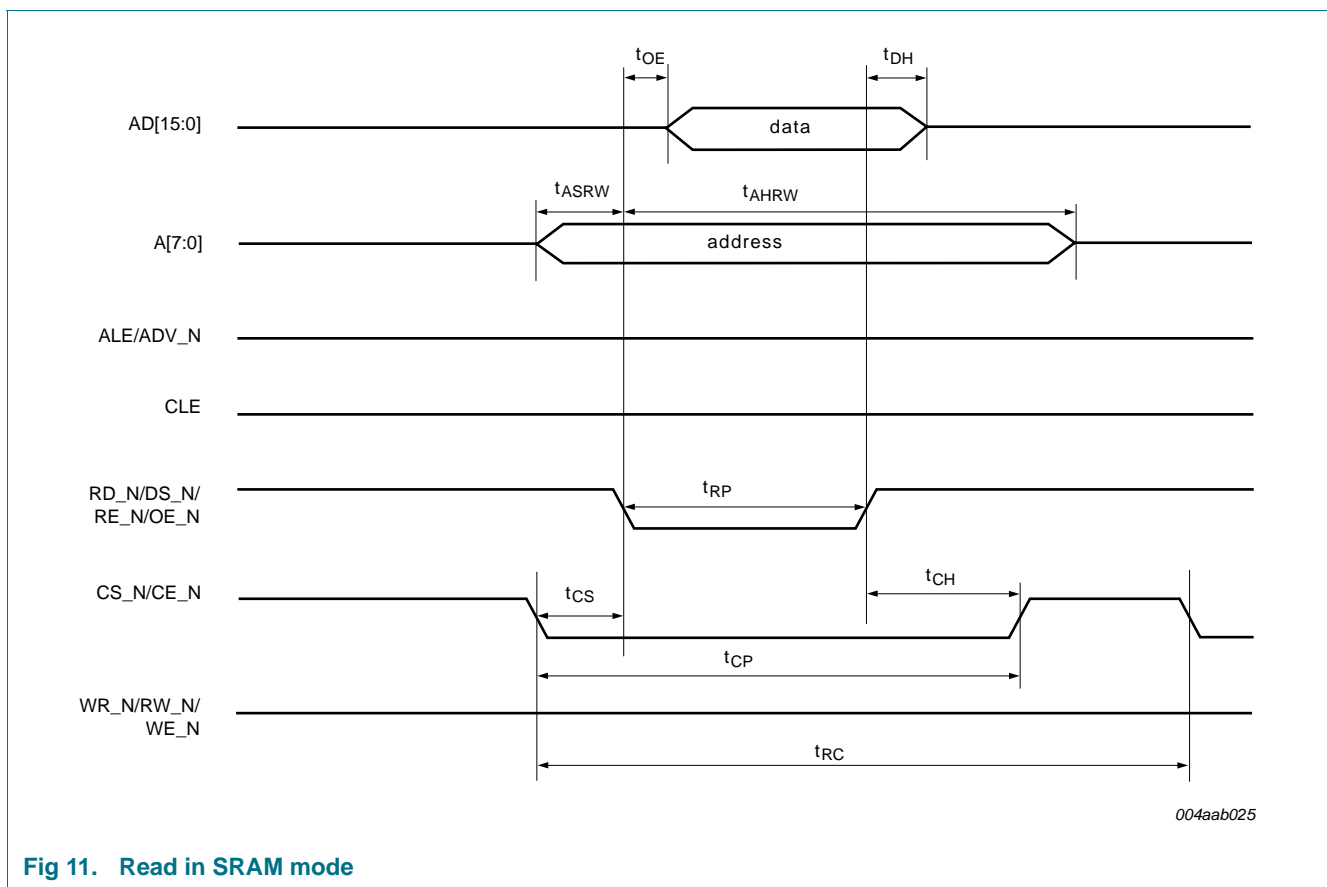 tOE
tDH
AD[15:0]
data
tASRW
tAHRW
A[7:0]
address
ALE/ADV_N
CLE
RD_N/DS_N/
RE_N/OE_N
tRP
CS_N/CE_N
tCS
tCH
tCP
WR_N/RW_N/
WE_N
tRC
004aab025
Fig 11. Read in SRAM mode